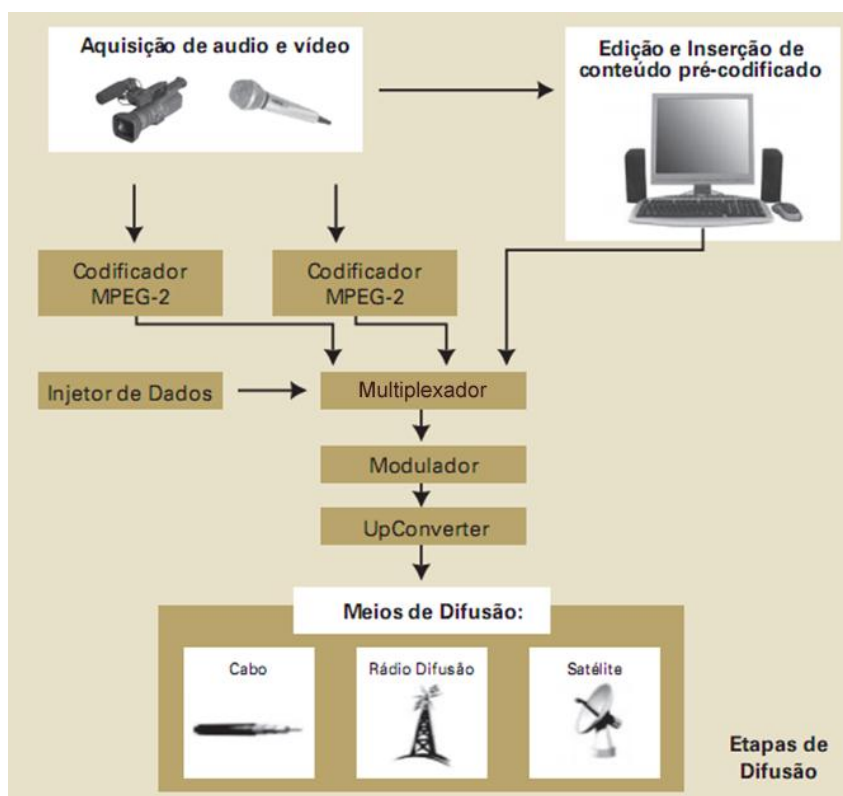 Aquisição de audio e vídeo
Edição e Inserção de
conteúdo pré-codificado
Codificador
MPEG-2
Codificador
MPEG-2
Injetor de Dados
Multiplexador
Modulador
UpConverter
Meios de Difusão:
Cabo
Rádio Difusão
Satélite
Etapas de
Difusão